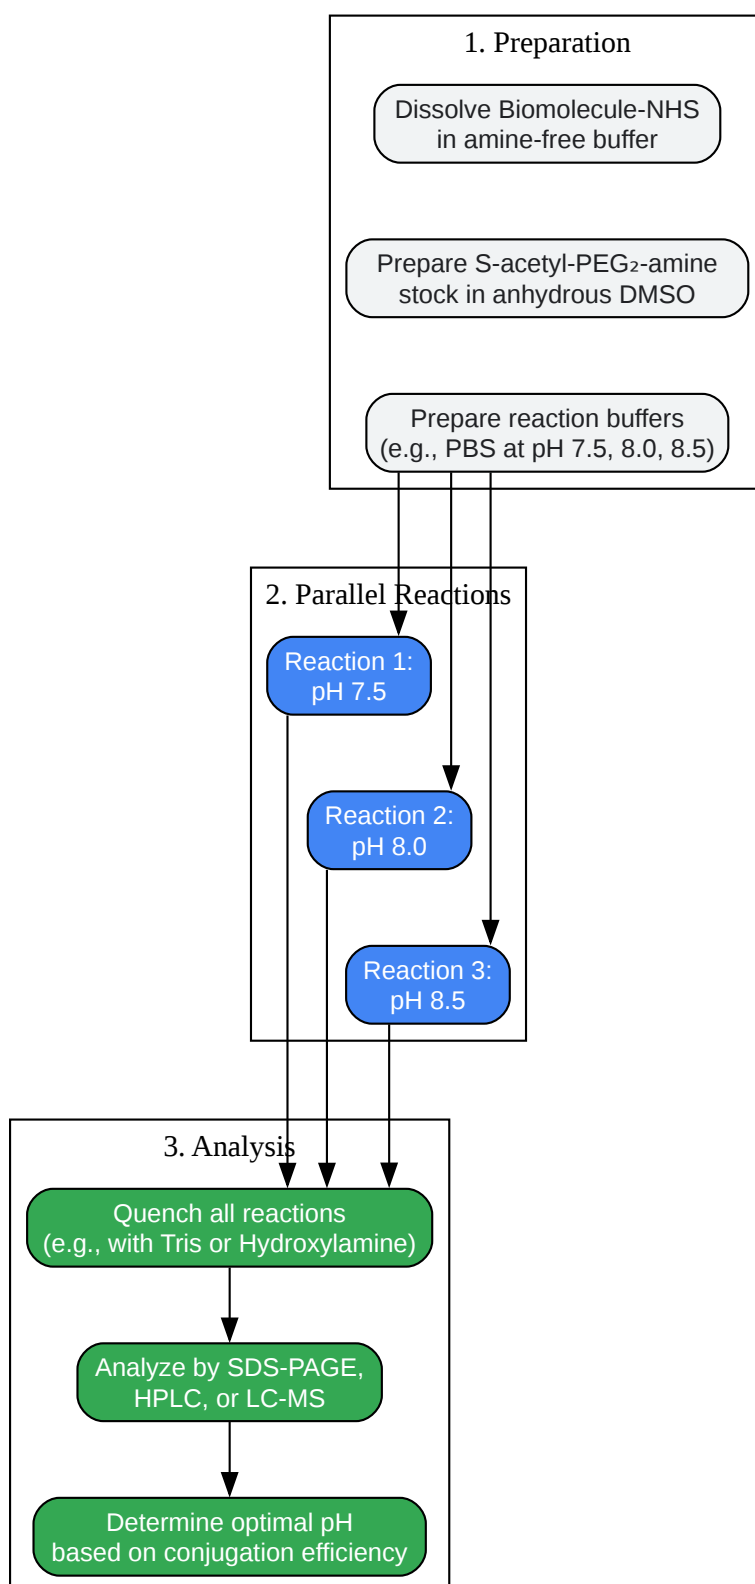 1. Preparation
Dissolve Biomolecule-NHS
in amine-free buffer
Prepare S-acetyl-PEG₂-amine
stock in anhydrous DMSO
Prepare reaction buffers
(e.g., PBS at pH 7.5, 8.0, 8.5)
2. Parallel Reactions
Reaction 1:
pH 7.5
Reaction 2:
pH 8.0
Reaction 3:
pH 8.5
3. Analysis
Quench all reactions
(e.g., with Tris or Hydroxylamine)
Analyze by SDS-PAGE,
HPLC, or LC-MS
Determine optimal pH
based on conjugation efficiency